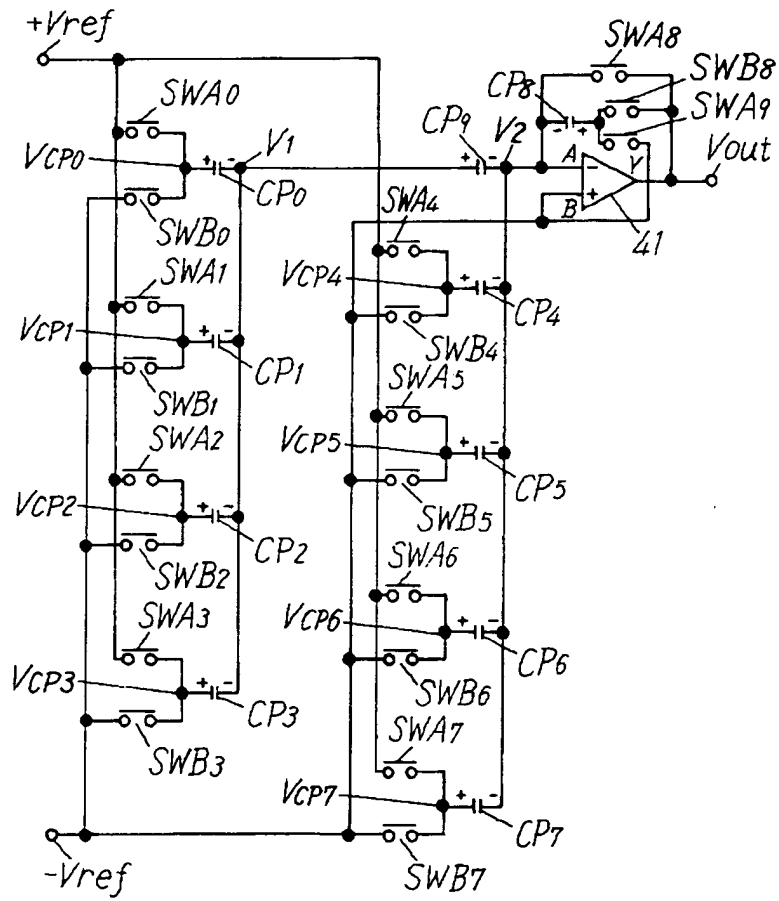 +Vref
SWA8
SWB8
SWA9
SWA0
CP8
- +
CP9
V2
VCP0
+ -
V1
+ -
A
-
Y
Vout
CP0
SWA4
+
B
41
SWB0
SWA1
VCP4
+ -
CP4
VCP1
+ -
SWB4
CP1
SWA5
SWB1
SWA2
VCP5
+ -
CP5
VCP2
+ -
SWB5
CP2
SWA6
SWB2
SWA3
VCP6
+ -
CP6
VCP3
+ -
SWB6
CP3
SWA7
SWB3
VCP7
+ -
CP7
-Vref
SWB7